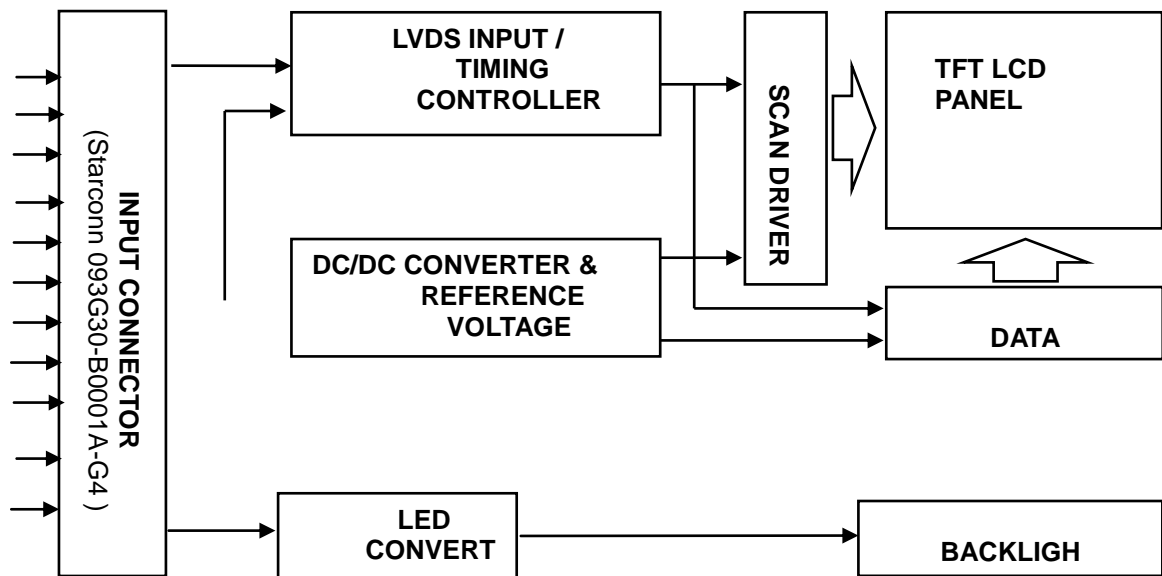 INPUT CONNECTOR
(Starconn 093G30-B0001A-G4 )
LVDS INPUT /
TIMING
CONTROLLER
SCAN DRIVER
TFT LCD
PANEL
DC/DC CONVERTER &
REFERENCE
VOLTAGE
DATA
LED
CONVERT
BACKLIGH